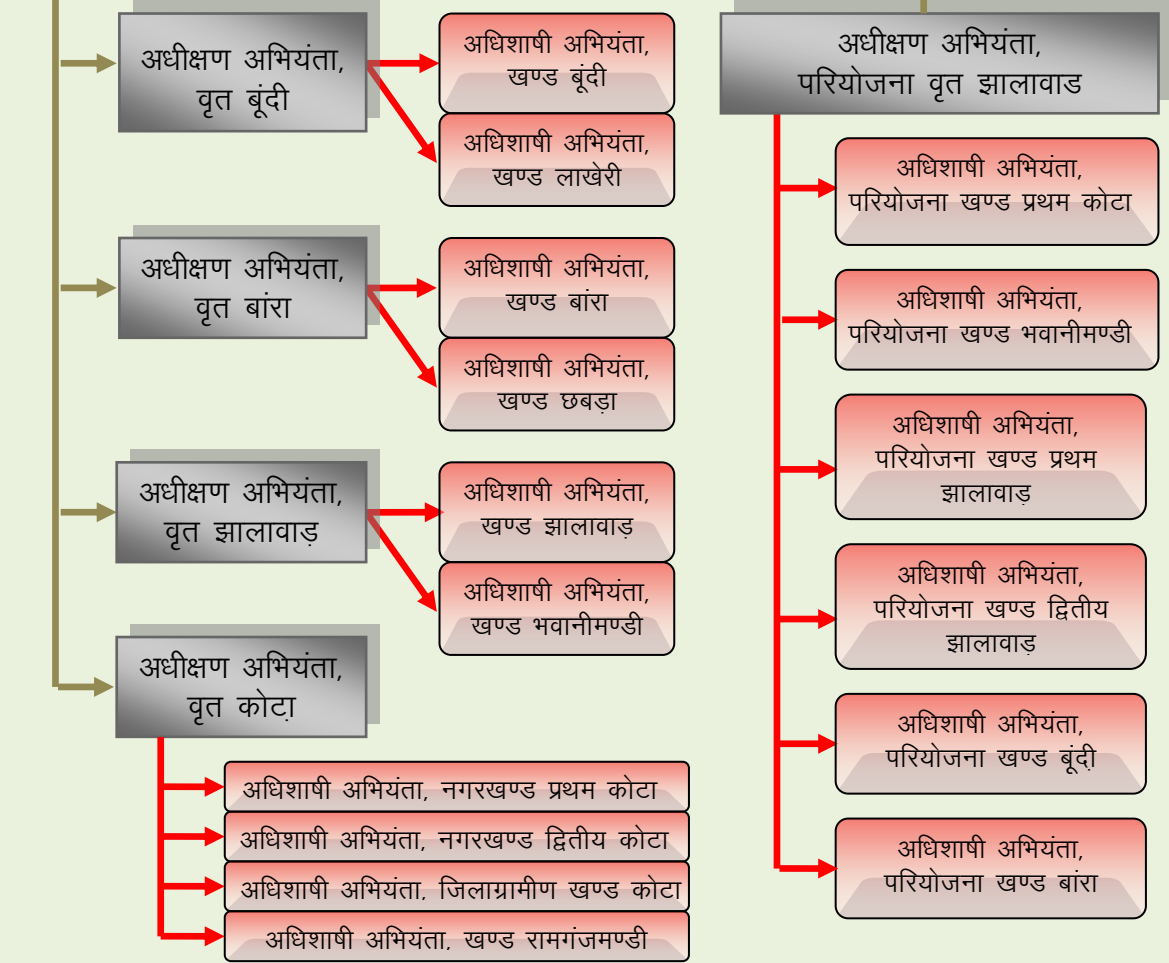 अधीक्षण अभियंता,
वृत बूंदी
अधिशाषी अभियंता,
खण्ड बूंदी
अधिशाषी अभियंता,
खण्ड लाखेरी
अधीक्षण अभियंता,
वृत बांरा
अधिशाषी अभियंता,
खण्ड बांरा
अधिशाषी अभियंता,
खण्ड छबड़ा
अधीक्षण अभियंता,
वृत झालावाड़
अधिशाषी अभियंता,
खण्ड झालावाड़
अधिशाषी अभियंता,
खण्ड भवानीमण्डी
अधीक्षण अभियंता,
वृत कोटा़
अधिशाषी अभियंता, नगरखण्ड प्रथम कोटा
अधिशाषी अभियंता, नगरखण्ड द्वितीय कोटा
अधिशाषी अभियंता, जिलाग्रामीण खण्ड कोटा
अधिशाषी अभियंता, खण्ड रामगंजमण्डी
अधीक्षण अभियंता,
परियोजना वृत झालावाड
अधिशाषी अभियंता,
परियोजना खण्ड प्रथम कोटा
अधिशाषी अभियंता,
परियोजना खण्ड भवानीमण्डी
अधिशाषी अभियंता,
परियोजना खण्ड प्रथम
झालावाड़
अधिशाषी अभियंता,
परियोजना खण्ड द्वितीय
झालावाड़
अधिशाषी अभियंता,
परियोजना खण्ड बूंदी़
अधिशाषी अभियंता,
परियोजना खण्ड बांरा